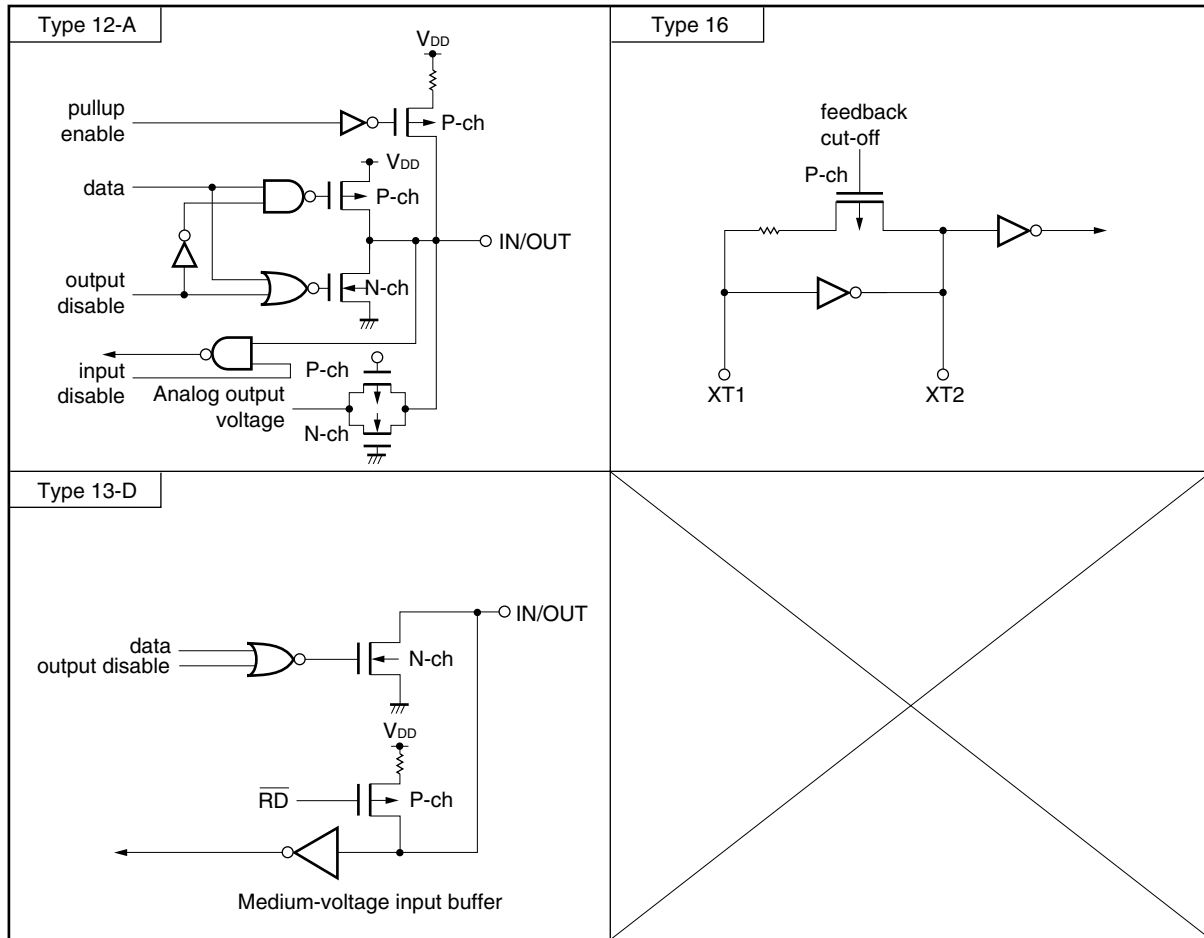 Type 12-A
VDD
pullup
enable
P-ch
VDD
data
P-ch
IN/OUT
output
disable
N-ch
input
disable
P-ch
Analog output
voltage
N-ch
Type 16
feedback
cut-off
P-ch
XT1
XT2
Type 13-D
IN/OUT
data
output disable
N-ch
VDD
R̅D̅
P-ch
Medium-voltage input buffer